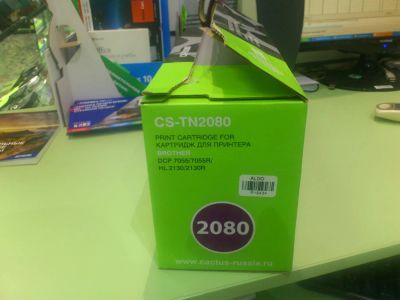 CS-TN2080
PRINT CARTRIDGE FOR
КАРТРИДЖ ДЛЯ ПРИНТЕРА
BROTHER
DCP 7055/7055R/
HL 2130/2130R
ALDO
2080
www.cactus-russia.ru